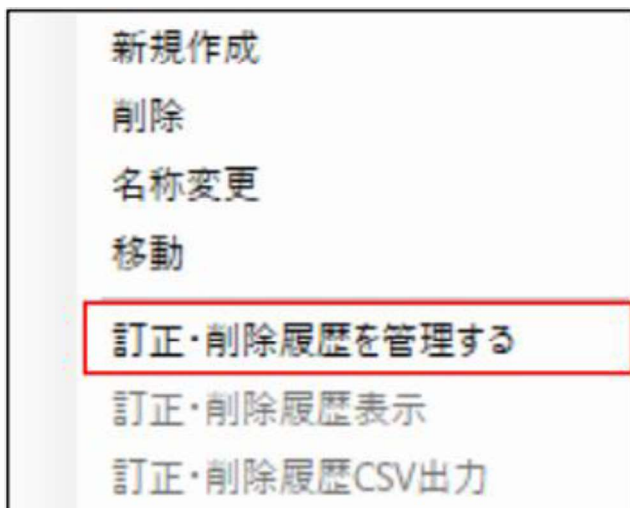 新規作成
削除
名称変更
移動
訂正･削除履歴を管理する
訂正･削除履歴表示
訂正･削除履歴CSV出力